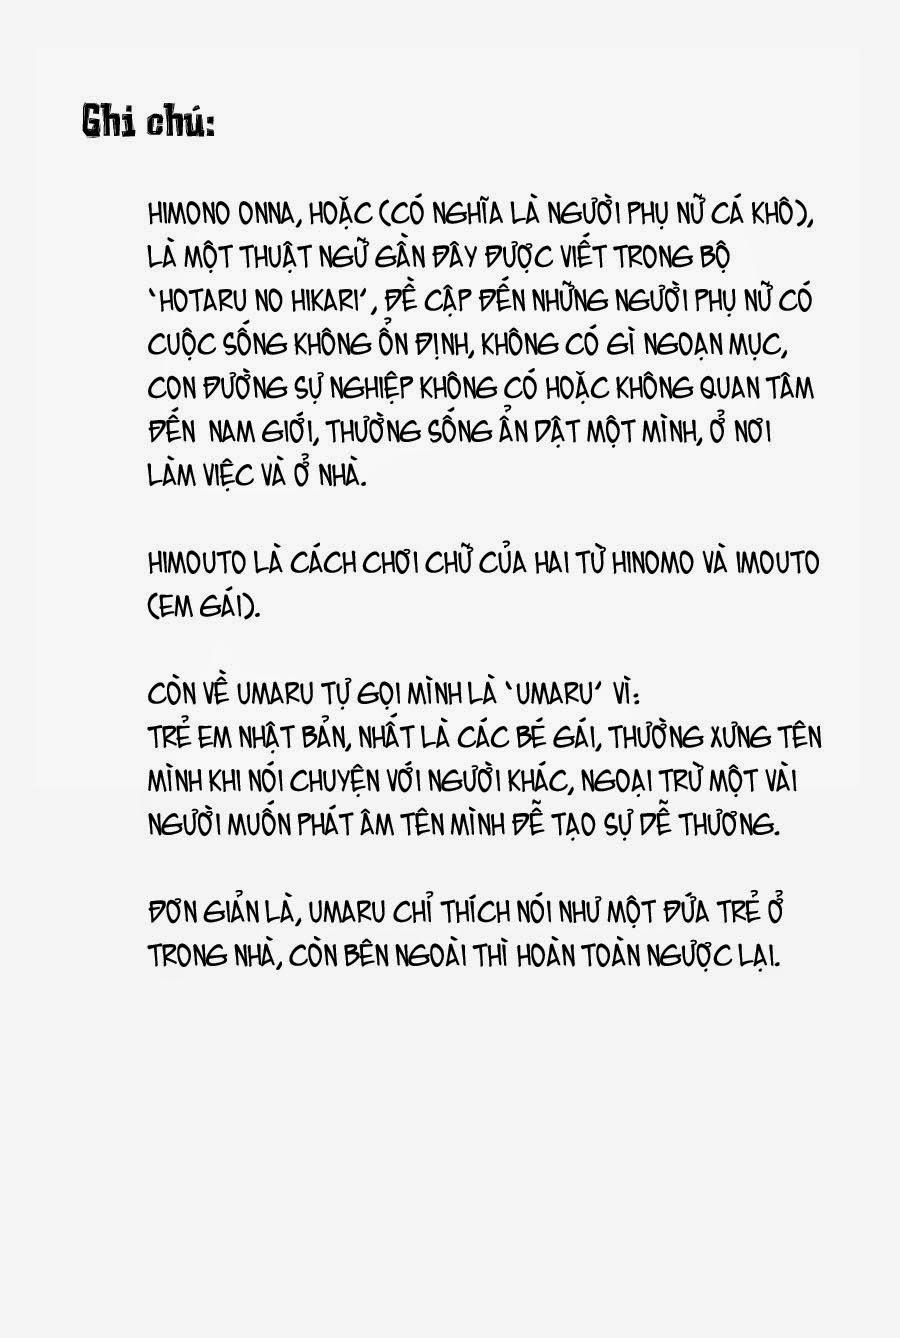 Ghi chú:
HIMONO ONNA, HOẶC (CÓ NGHĨA LÀ NGƯỜI PHỤ NỮ CÁ KHÔ),
LÀ MỘT THUẬT NGỮ GẦN ĐÂY ĐƯỢC VIẾT TRONG BỘ
'HOTARU NO HIKARI', ĐỀ CẬP ĐẾN NHỮNG NGƯỜI PHỤ NỮ CÓ
CUỘC SỐNG KHÔNG ỔN ĐỊNH, KHÔNG CÓ GÌ NGOẠN MỤC,
CON ĐƯỜNG SỰ NGHIỆP KHÔNG CÓ HOẶC KHÔNG QUAN TÂM
ĐẾN NAM GIỚI, THƯỜNG SỐNG ẨN DẬT MỘT MÌNH, Ở NƠI
LÀM VIỆC VÀ Ở NHÀ.
HIMOUTO LÀ CÁCH CHƠI CHỮ CỦA HAI TỪ HINOMO VÀ IMOUTO
(EM GÁI).
CÒN VỀ UMARU TỰ GỌI MÌNH LÀ 'UMARU' VÌ:
TRẺ EM NHẬT BẢN, NHẤT LÀ CÁC BÉ GÁI, THƯỜNG XƯNG TÊN
MÌNH KHI NÓI CHUYỆN VỚI NGƯỜI KHÁC, NGOẠI TRỪ MỘT VÀI
NGƯỜI MUỐN PHÁT ÂM TÊN MÌNH ĐỄ TẠO SỰ DỄ THƯƠNG.
ĐƠN GIẢN LÀ, UMARU CHỈ THÍCH NÓI NHƯ MỘT ĐỨA TRẺ Ở
TRONG NHÀ, CÒN BÊN NGOÀI THÌ HOÀN TOÀN NGƯỢC LẠI.